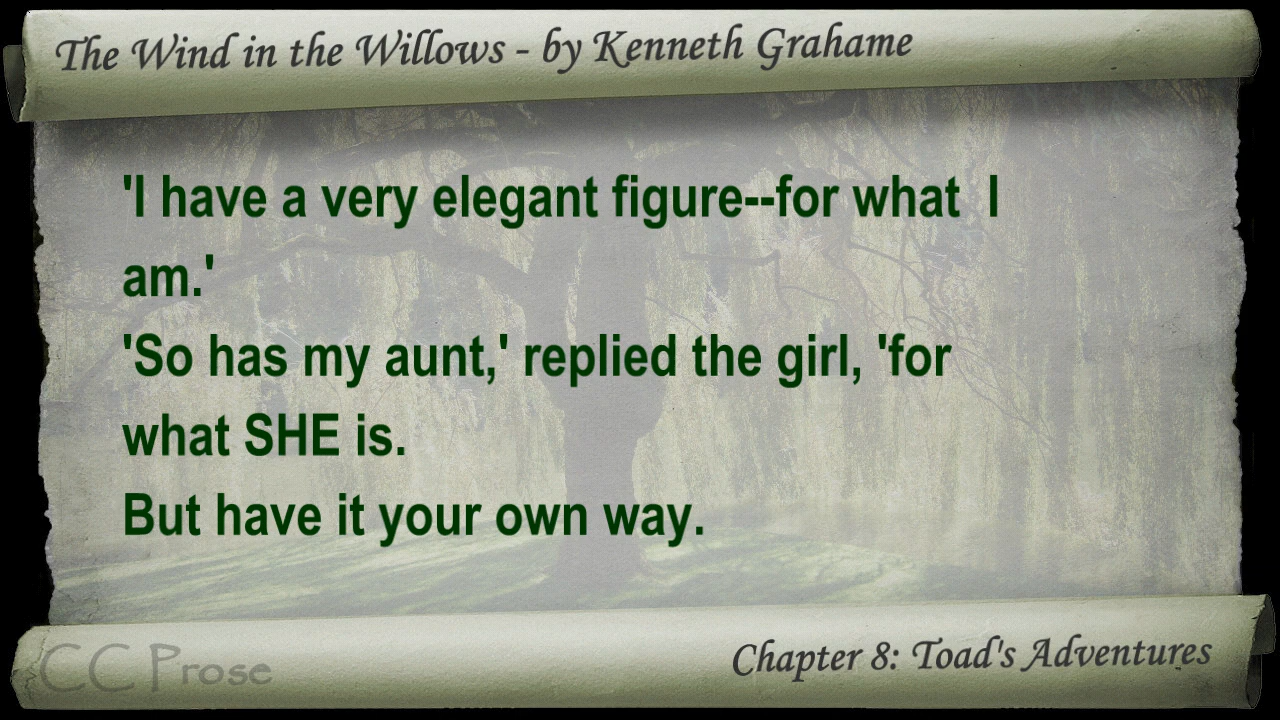 The Wind in the Willows - by Kenneth Grahame
'I have a very elegant figure--for what  I
am.'
'So has my aunt,' replied the girl, 'for
what SHE is.
But have it your own way.
CC Prose
Chapter 8: Toad's Adventures